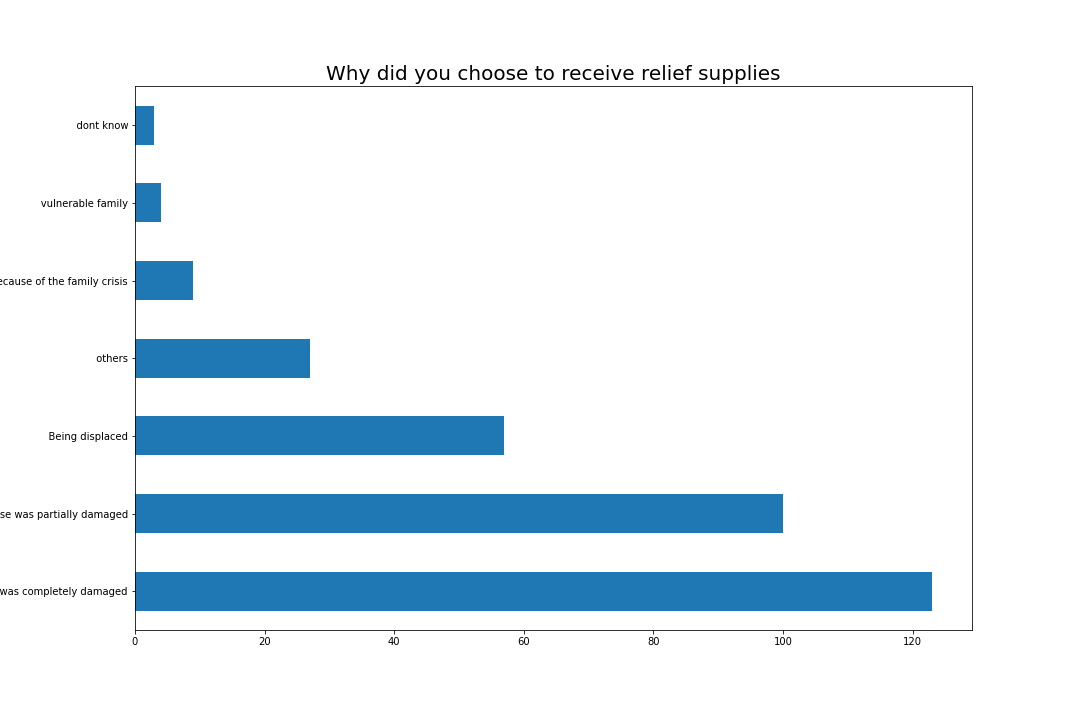 Why did you choose to receive relief supplies
dont know
vulnerable family
ecause of the family crisis
others
Being displaced
se was partially damaged
was completely damaged
0 20 40 60 80 100 120